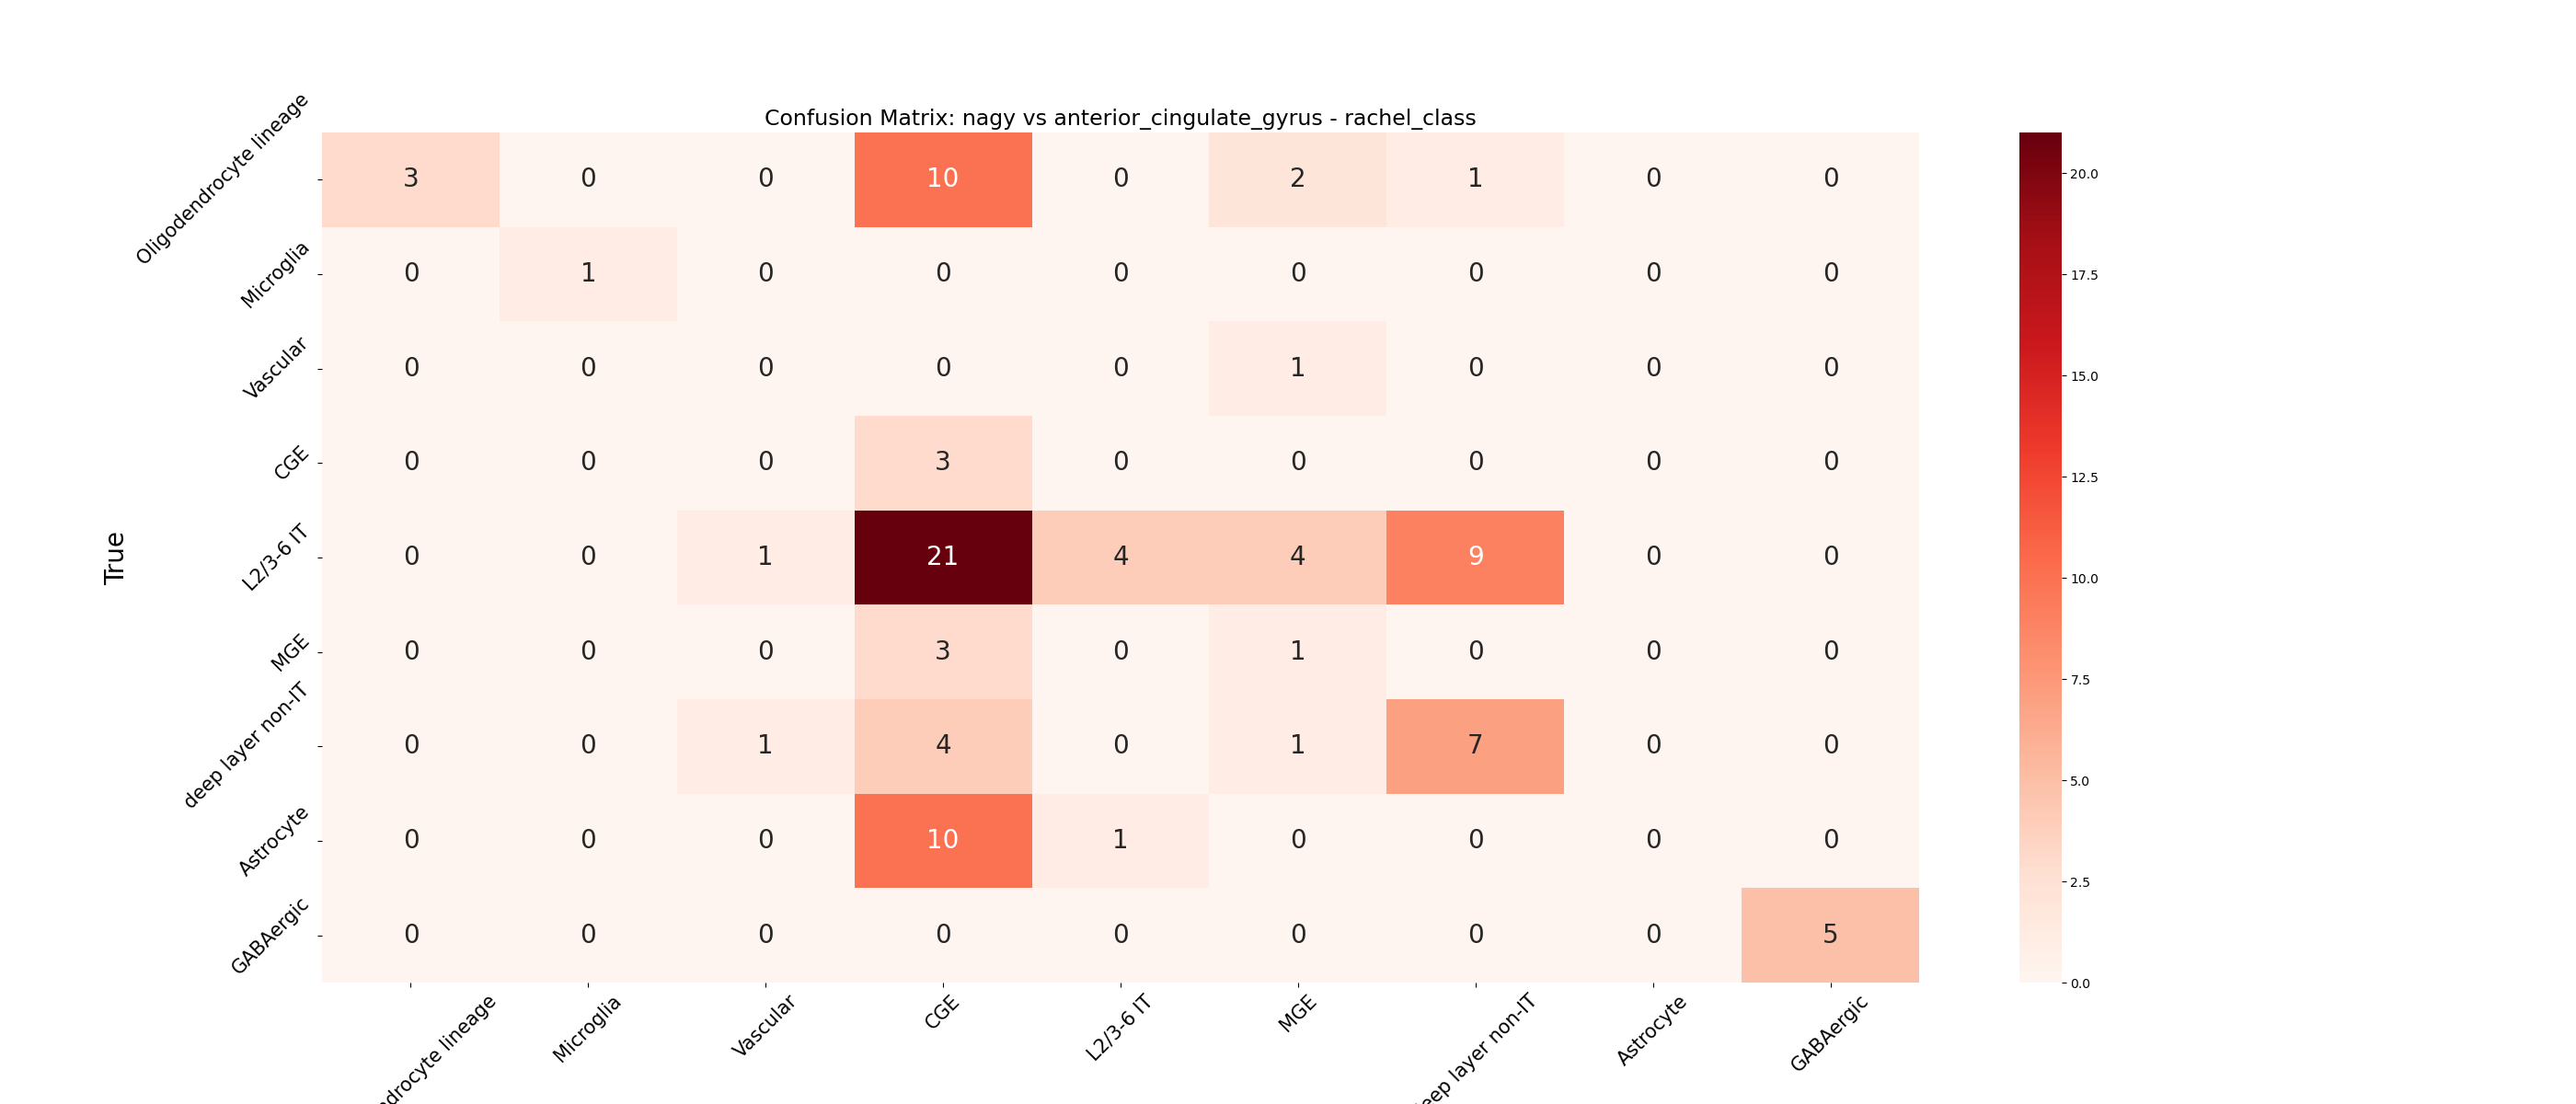 Confusion Matrix: nagy vs anterior_cingulate_gyrus - rachel_class
True
Oligodendrocyte lineage 3 0 0 10 0 2 1 0 0
Microglia 0 1 0 0 0 0 0 0 0
Vascular 0 0 0 0 0 1 0 0 0
CGE 0 0 0 3 0 0 0 0 0
L2/3-6 IT 0 0 1 21 4 4 9 0 0
MGE 0 0 0 3 0 1 0 0 0
deep layer non-IT 0 0 1 4 0 1 7 0 0
Astrocyte 0 0 0 10 1 0 0 0 0
GABAergic 0 0 0 0 0 0 0 0 5
lineage
Microglia
Vascular
CGE
L2/3-6 IT
MGE
layer non-IT
Astrocyte
GABAergic
20.0
17.5
15.0
12.5
10.0
7.5
5.0
2.5
0.0